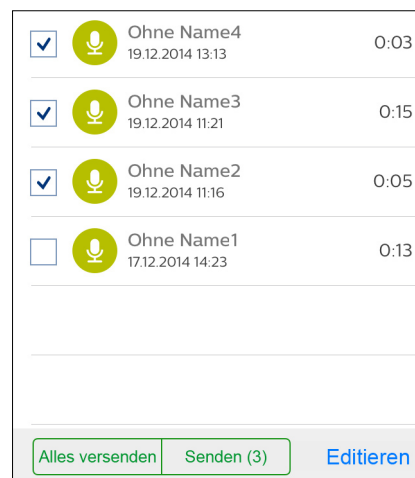 Ohne Name4
19.12.2014 13:13
0:03
Ohne Name3
19.12.2014 11:21
0:15
Ohne Name2
19.12.2014 11:16
0:05
Ohne Name1
17.12.2014 14:23
0:13
Alles versenden Senden (3) Editieren